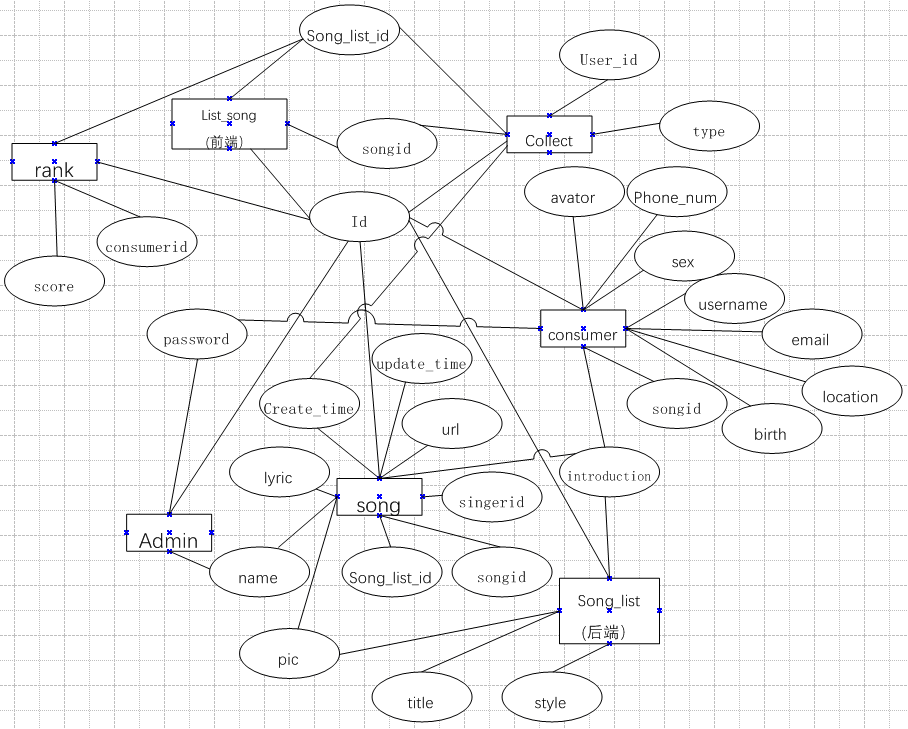 Song_list_id
User_id
List_song
(前端)
songid
Collect
type
rank
avator
Phone_num
Id
consumerid
sex
score
username
password
consumer
email
update_time
location
Create_time
songid
url
birth
lyric
introduction
song
singerid
Admin
name
Song_list_id
songid
Song_list
(后端)
pic
title
style